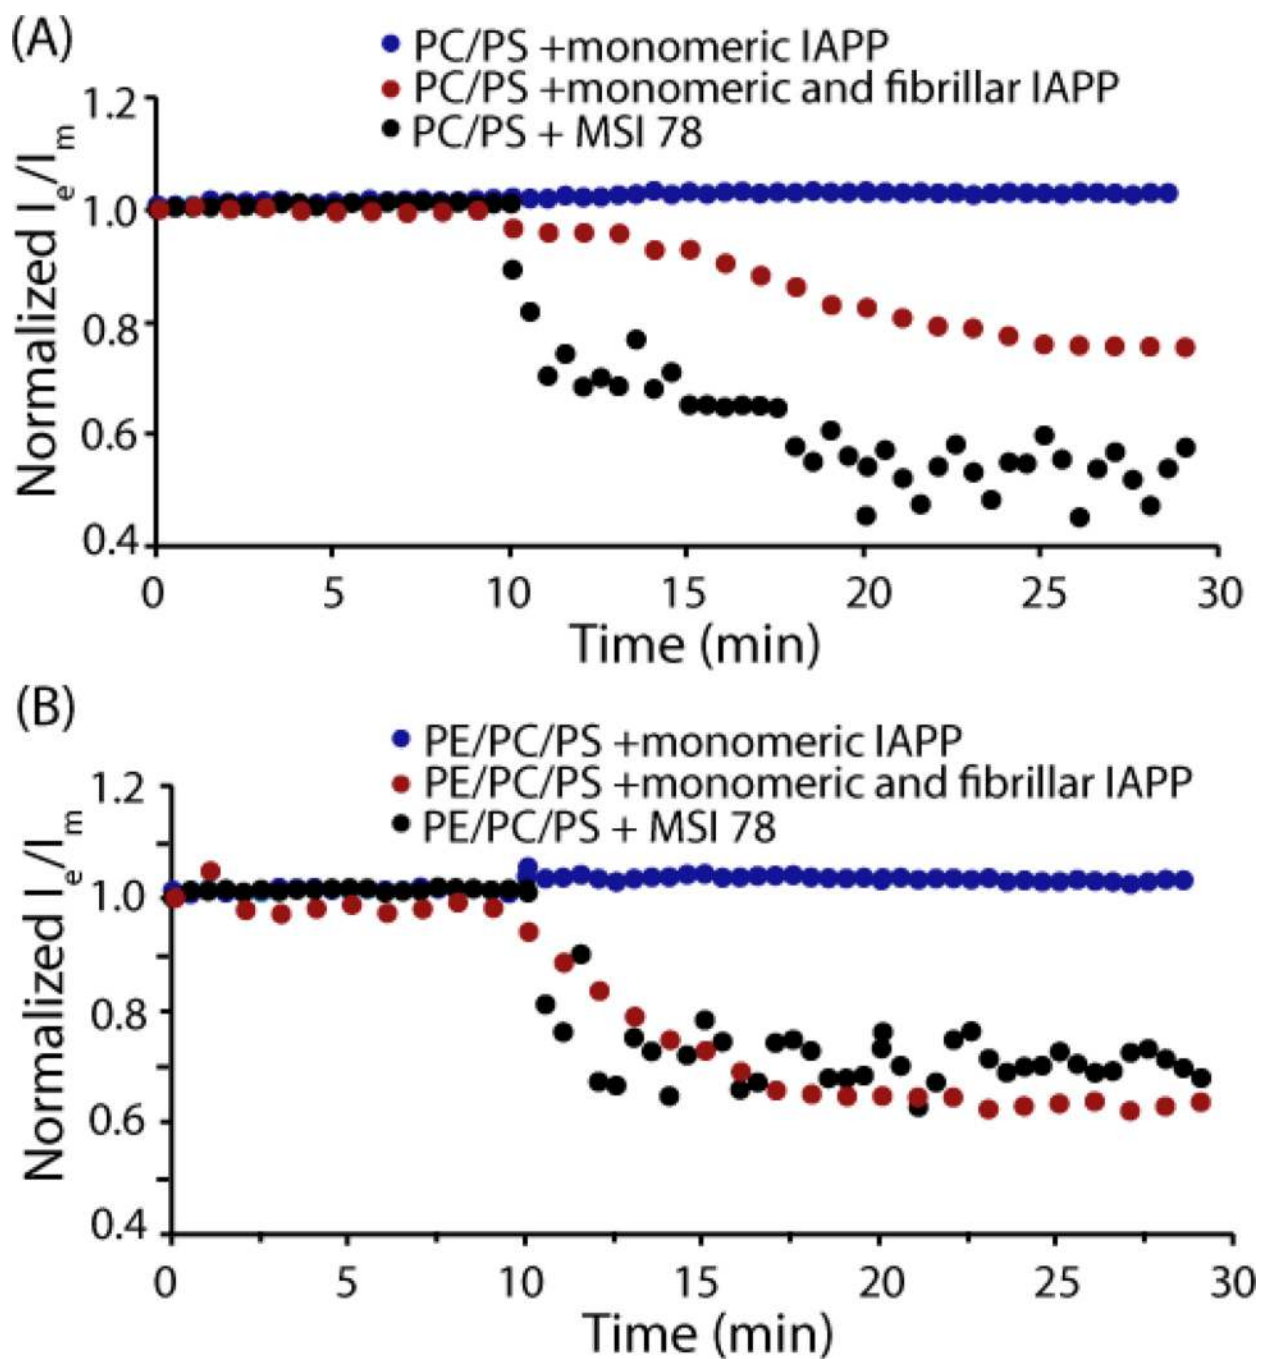 (A)
PC/PS +monomeric IAPP
PC/PS +monomeric and fibrillar IAPP
PC/PS + MSI 78
Normalized Ie/Im
1.2
1.0
0.8
0.6
0.4
0 5 10 15 20 25 30
Time (min)
(B)
PE/PC/PS +monomeric IAPP
PE/PC/PS +monomeric and fibrillar IAPP
PE/PC/PS + MSI 78
Normalized Ie/Im
1.2
1.0
0.8
0.6
0.4
0 5 10 15 20 25 30
Time (min)